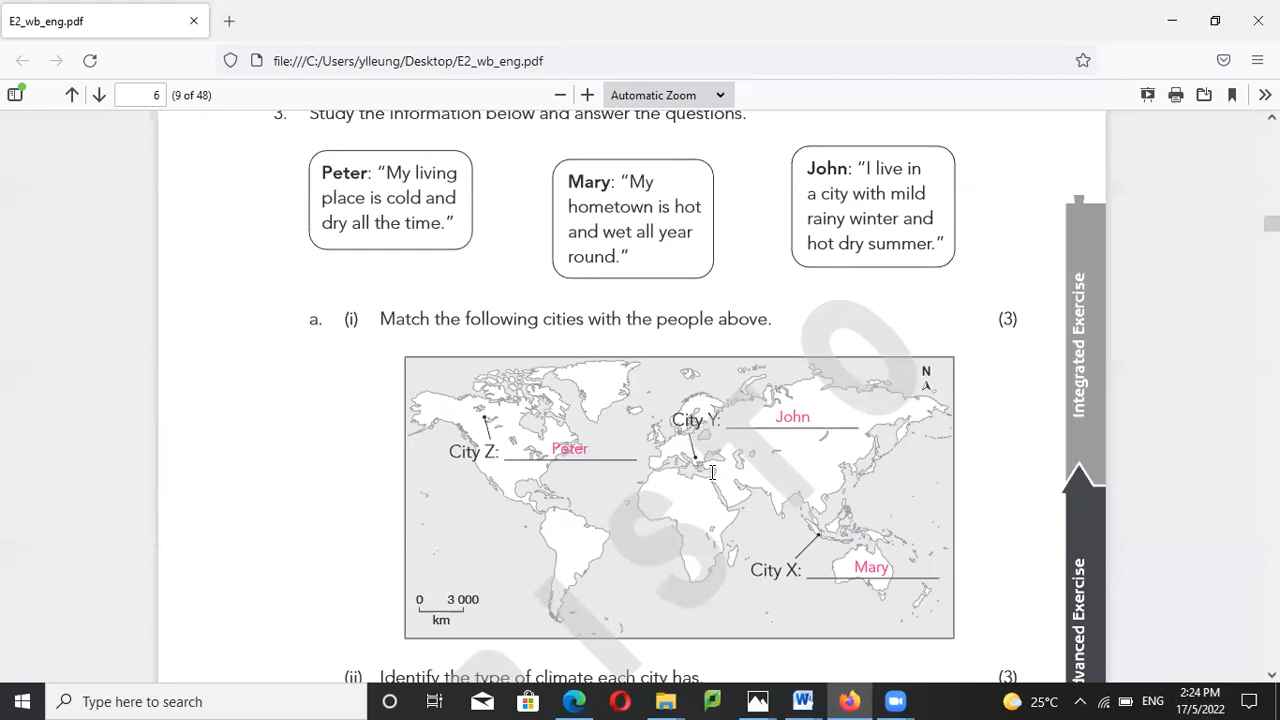 E2_wb_eng.pdf
file:///C:/Users/ylleung/Desktop/E2_wb_eng.pdf
6 (9 of 48)
Automatic Zoom
3. Study the information below and answer the questions.
Peter: “My living
place is cold and
dry all the time.”
Mary: “My
hometown is hot
and wet all year
round.”
John: “I live in
a city with mild
rainy winter and
hot dry summer.”
a. (i) Match the following cities with the people above. (3)
N
City Y: John
City Z: Peter
City X: Mary
0 3 000
km
(ii) Identify the type of climate each city has. (3)
Integrated Exercise
dvanced Exercise
Type here to search
25°C
ENG
2:24 PM
17/5/2022